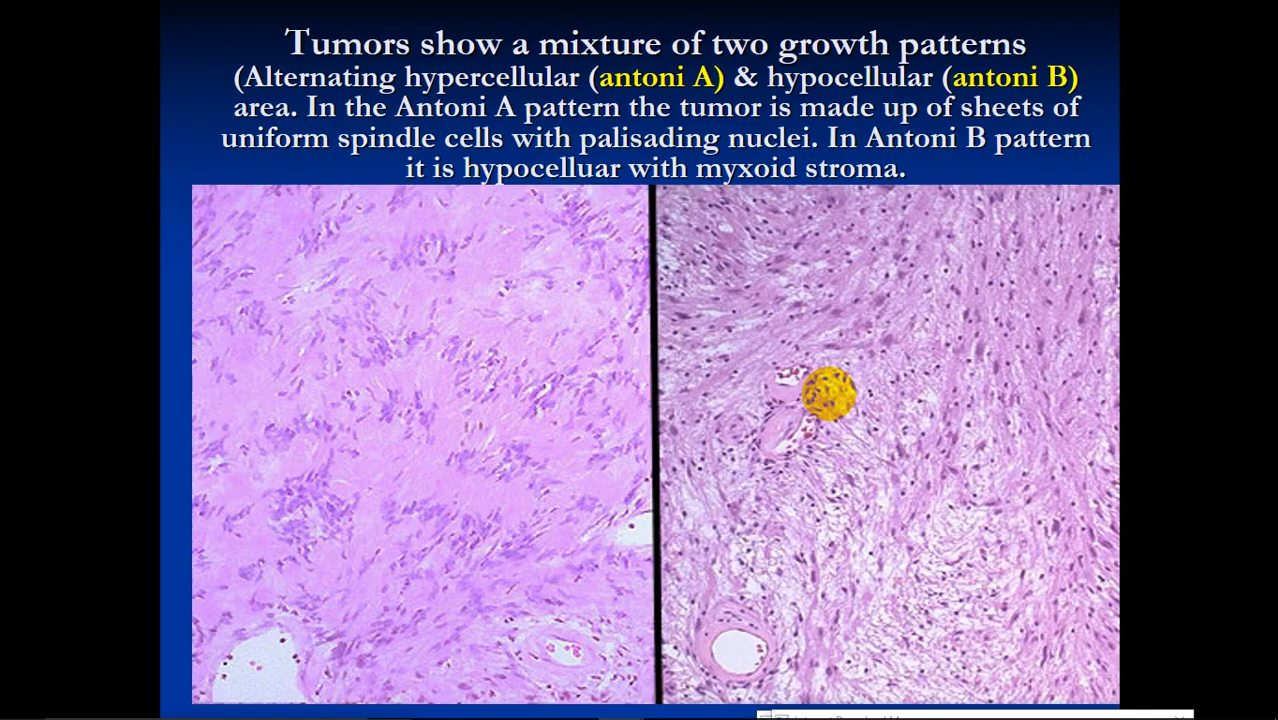 Tumors show a mixture of two growth patterns
(Alternating hypercellular (antoni A) & hypocellular (antoni B)
area. In the Antoni A pattern the tumor is made up of sheets of
uniform spindle cells with palisading nuclei. In Antoni B pattern
it is hypocelluar with myxoid stroma.